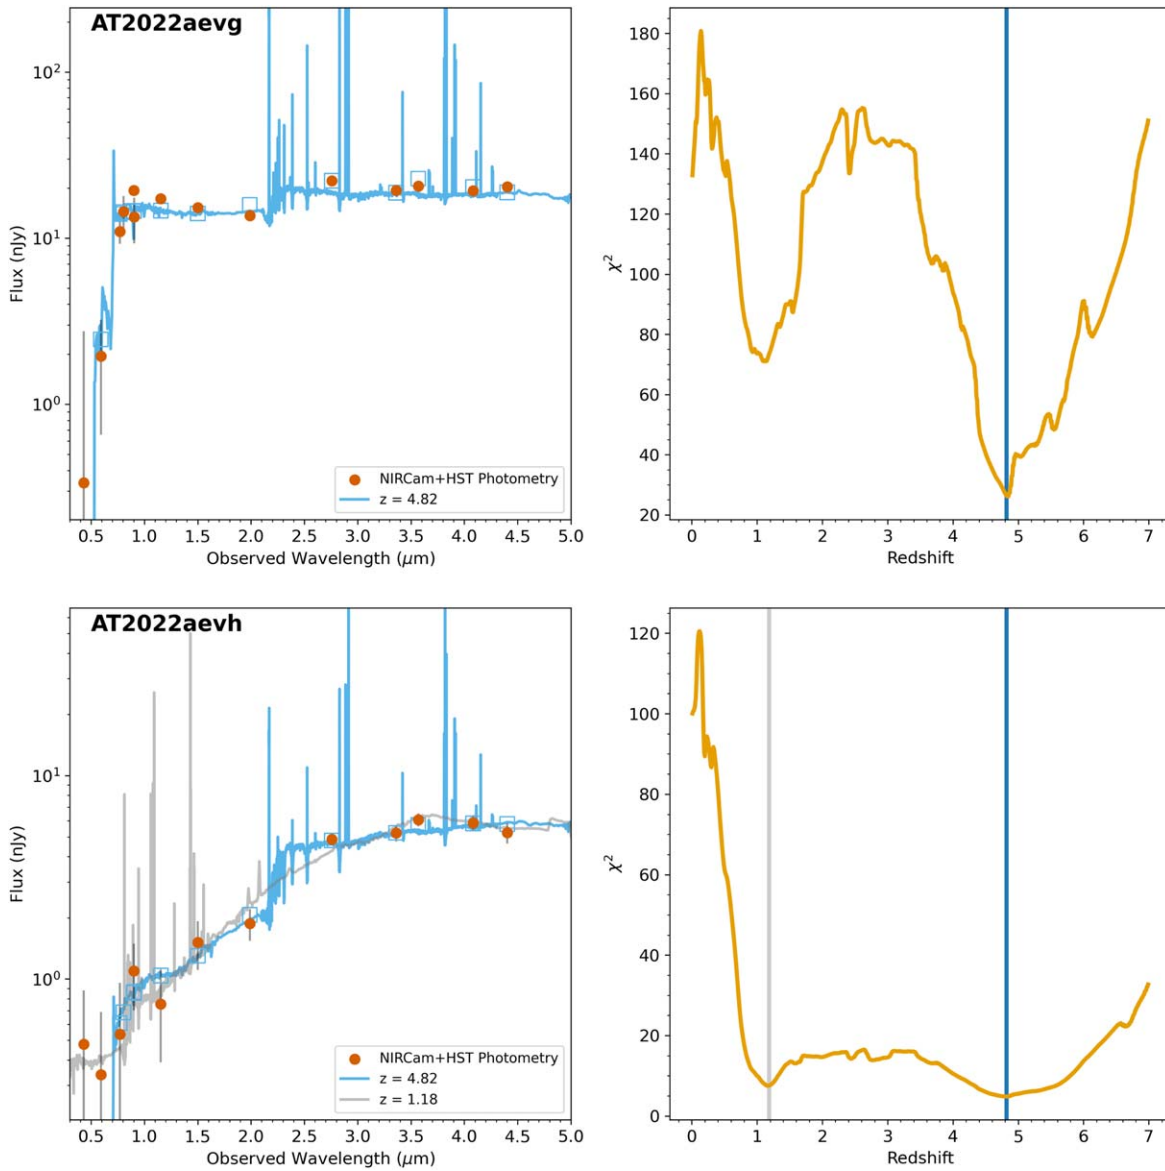 AT2022aevg
Flux (nJy)
10²
10¹
10⁰
0.5 1.0 1.5 2.0 2.5 3.0 3.5 4.0 4.5 5.0
Observed Wavelength (μm)
NIRCam+HST Photometry
z = 4.82
χ²
180
160
140
120
100
80
60
40
20
0 1 2 3 4 5 6 7
Redshift
AT2022aevh
Flux (nJy)
10¹
10⁰
0.5 1.0 1.5 2.0 2.5 3.0 3.5 4.0 4.5 5.0
Observed Wavelength (μm)
NIRCam+HST Photometry
z = 4.82
z = 1.18
χ²
120
100
80
60
40
20
0
0 1 2 3 4 5 6 7
Redshift